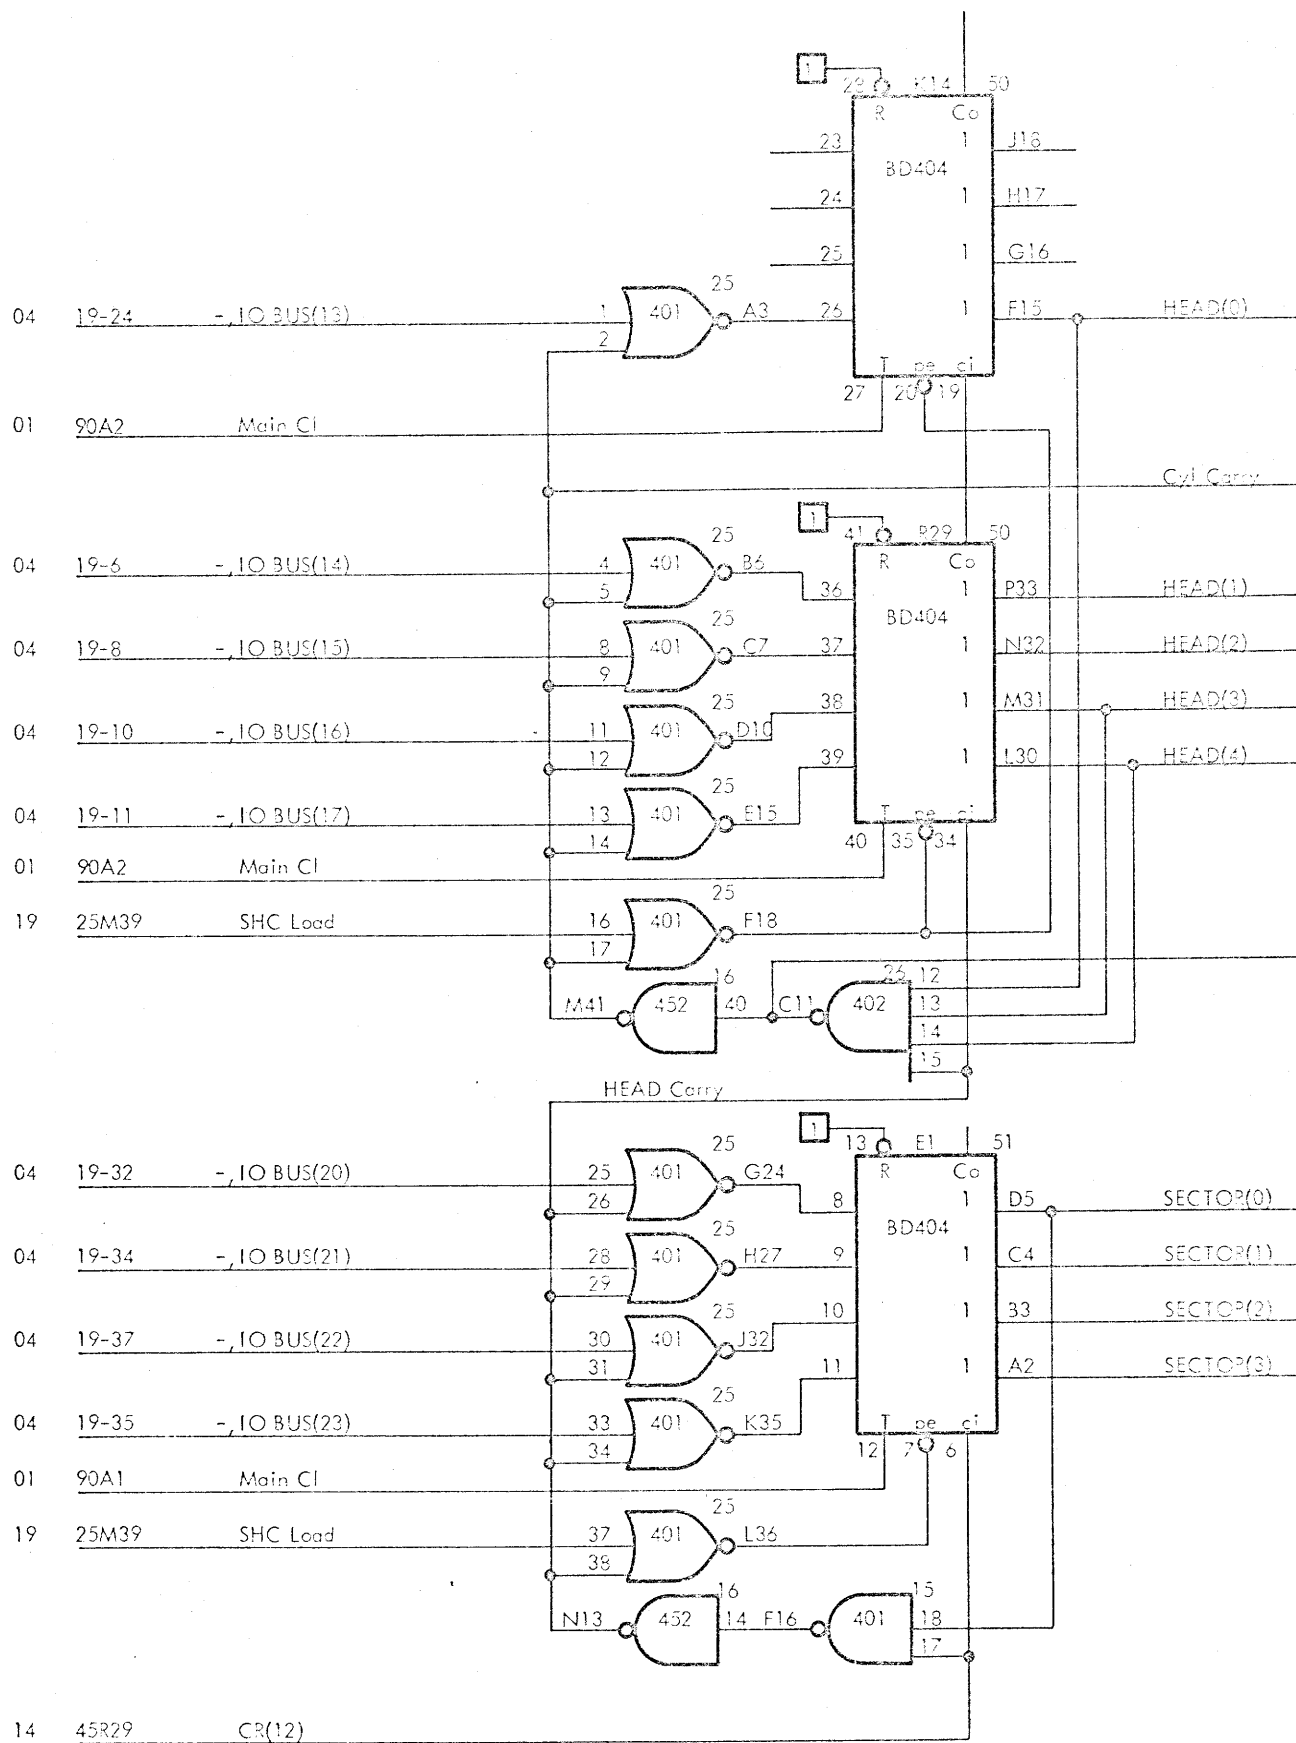 1
28 K14 50
R Co
23 1 J18
BD404
24 1 H17
25 1 G16
25
04 19-24 -,IO BUS(13) 1 401 A3 26 1 F15 HEAD(0)
2
T pe ci
27 20 19
01 90A2 Main Cl
Cyl Carry
1
41 R29 50
25
R Co
04 19-6 -,IO BUS(14) 4 401 B6 36 1 P33 HEAD(1)
5
BD404
25
04 19-8 -,IO BUS(15) 8 401 C7 37 1 N32 HEAD(2)
9
25
38 1 M31 HEAD(3)
04 19-10 -,IO BUS(16) 11 401 D10
12
39 1 L30 HEAD(4)
25
04 19-11 -,IO BUS(17) 13 401 E15
14
T pe ci
40 35 34
01 90A2 Main Cl
25
19 25M39 SHC Load 16 401 F18
17
16 26 12
M41 452 40 C11 402 13
14
15
HEAD Carry
1
13 E1 51
25
R Co
04 19-32 -,IO BUS(20) 25 401 G24
26
8 1 D5 SECTOR(0)
BD404
25
04 19-34 -,IO BUS(21) 28 401 H27 9 1 C4 SECTOR(1)
29
25
10 1 B3 SECTOR(2)
04 19-37 -,IO BUS(22) 30 401 J32
31
11 1 A2 SECTOR(3)
25
04 19-35 -,IO BUS(23) 33 401 K35
34
T pe ci
12 7 6
01 90A1 Main Cl
25
19 25M39 SHC Load 37 401 L36
38
16 15
N13 452 14 F16 401 18
17
14 45R29 CR(12)